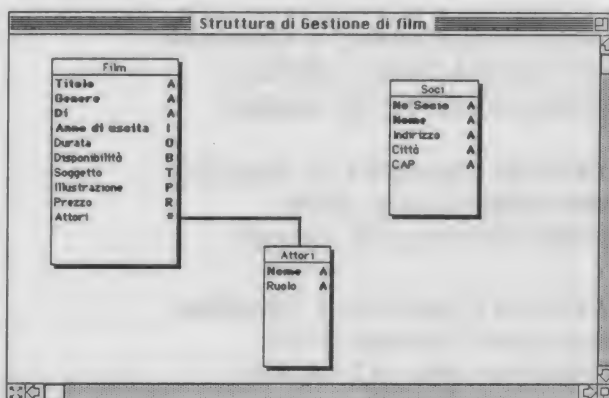 Struttura di Gestione di film
Film
Titolo A
Genere A
Di A
Anno di uscita I
Durata O
Disponibilità B
Soggetto T
Illustrazione P
Prezzo R
Attori *
Soci
No Socio A
Nome A
Indirizzo A
Città A
CAP A
Attori
Nome A
Ruolo A